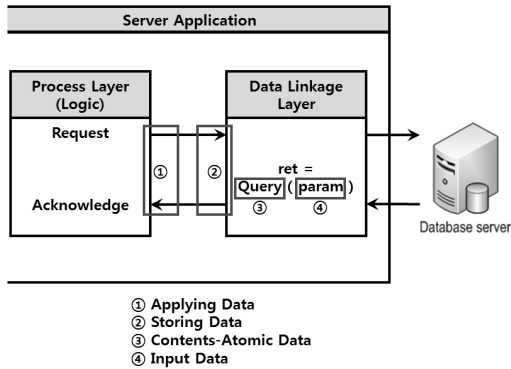 Server Application
Process Layer
(Logic)
Data Linkage
Layer
Request
①
②
ret =
Query ( param )
③ ④
Acknowledge
Database server
① Applying Data
② Storing Data
③ Contents-Atomic Data
④ Input Data